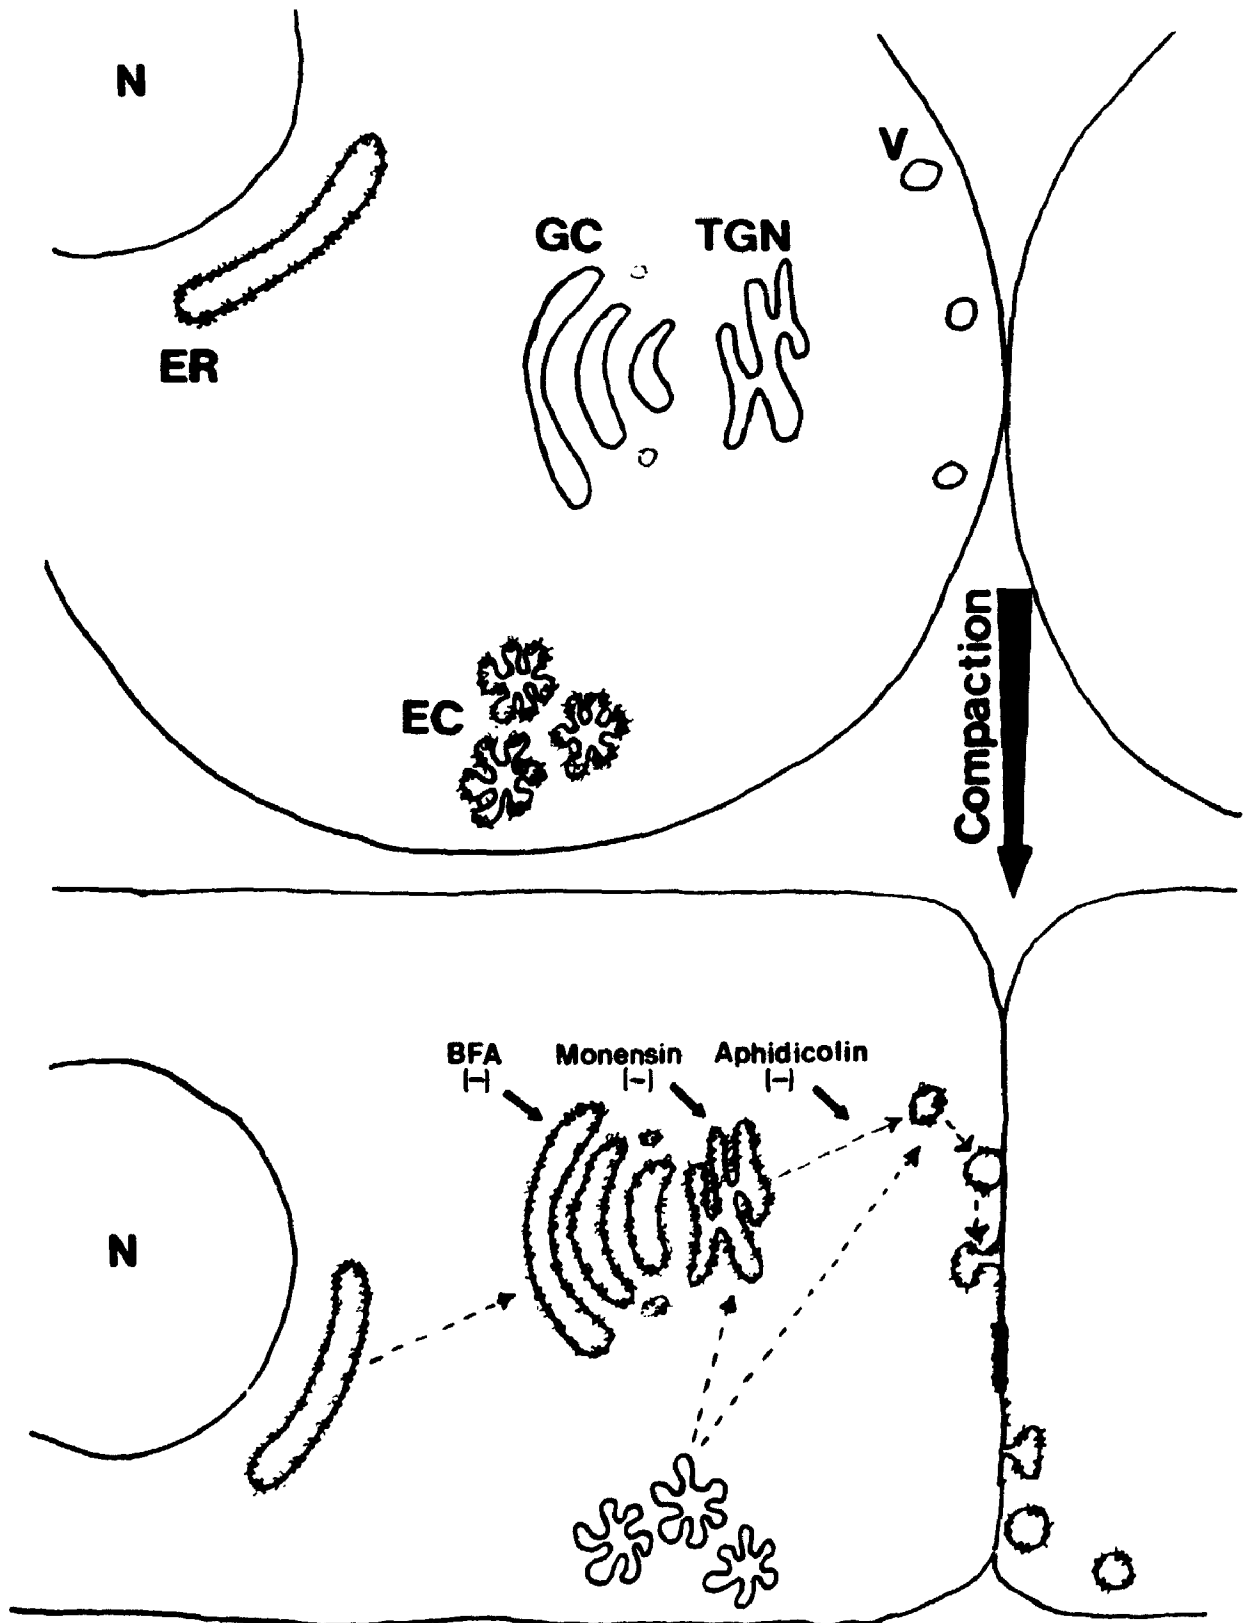 N
V
GC TGN
ER
EC
Compaction
BFA Monensin Aphidicolin
(-) (-) (-)
N